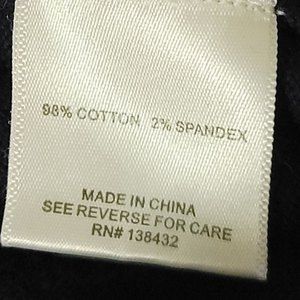 98% COTTON 2% SPANDEX
MADE IN CHINA
SEE REVERSE FOR CARE
RN# 138432